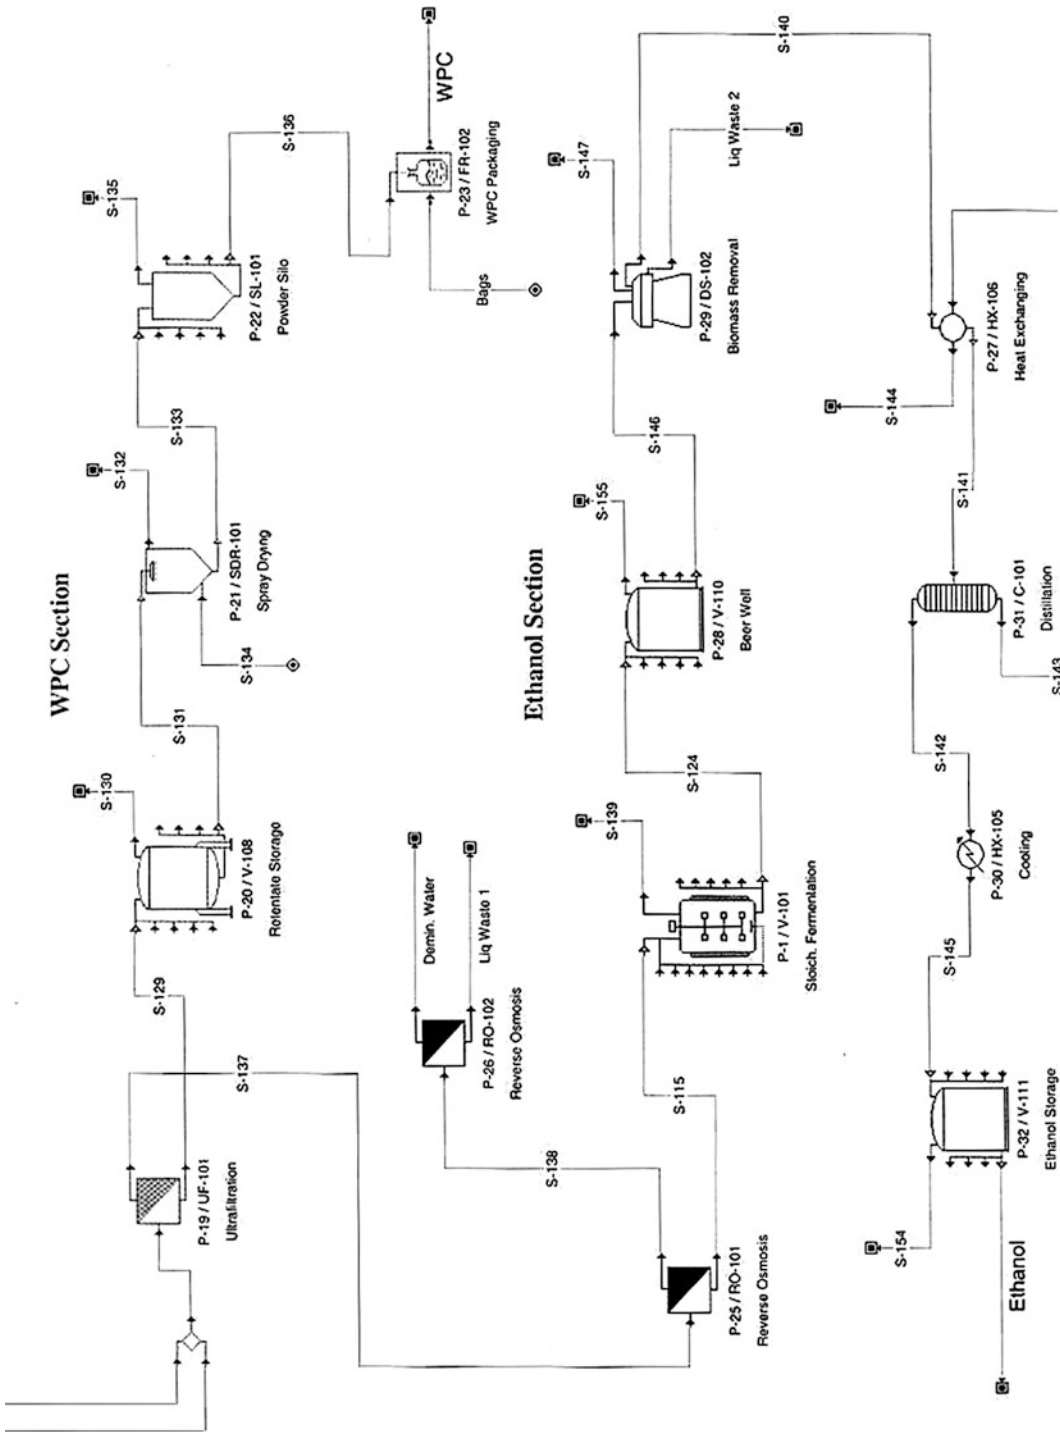 WPC Section
S-129
P-19 / UF-101
Ultrafiltration
S-137
S-130
P-20 / V-108
Retentate Storage
S-131
S-132
P-21 / SDR-101
Spray Drying
S-134
S-133
S-135
P-22 / SL-101
Powder Silo
S-136
P-23 / FR-102
WPC Packaging
WPC
Bags
Demin. Water
Liq Waste 1
P-26 / RO-102
Reverse Osmosis
S-138
P-25 / RO-101
Reverse Osmosis
Ethanol Section
S-115
S-139
P-1 / V-101
Stoich. Fermentation
S-124
S-155
P-28 / V-110
Beer Well
S-146
S-147
P-29 / DS-102
Biomass Removal
Liq Waste 2
S-140
P-27 / HX-106
Heat Exchanging
S-144
S-141
P-31 / C-101
Distillation
S-143
S-142
P-30 / HX-105
Cooling
S-145
P-32 / V-111
Ethanol Storage
S-154
Ethanol